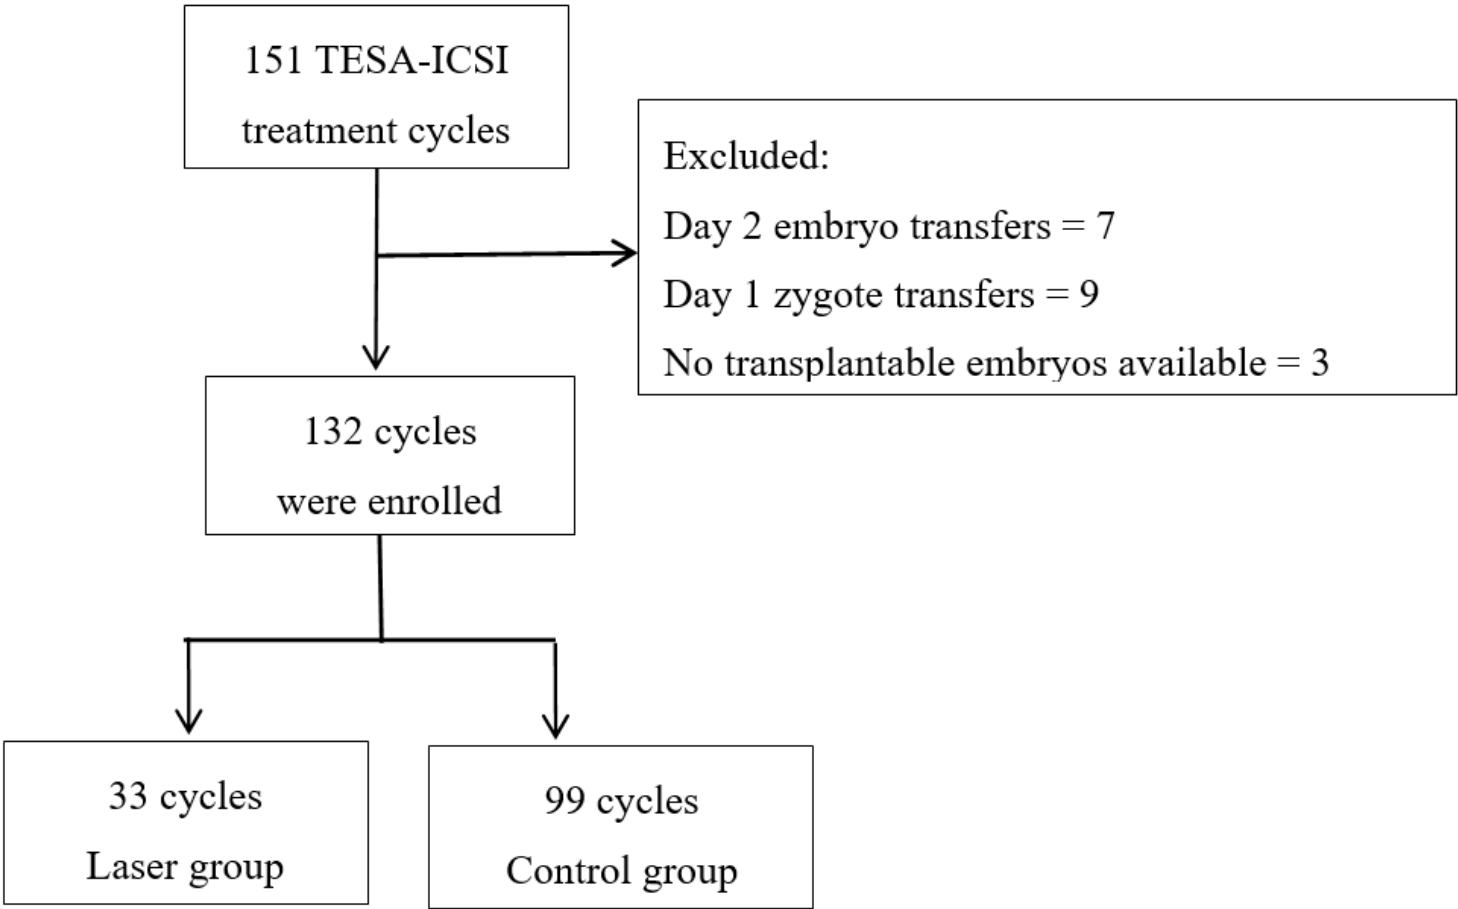 151 TESA-ICSI
treatment cycles
Excluded:
Day 2 embryo transfers = 7
Day 1 zygote transfers = 9
No transplantable embryos available = 3
132 cycles
were enrolled
33 cycles
Laser group
99 cycles
Control group